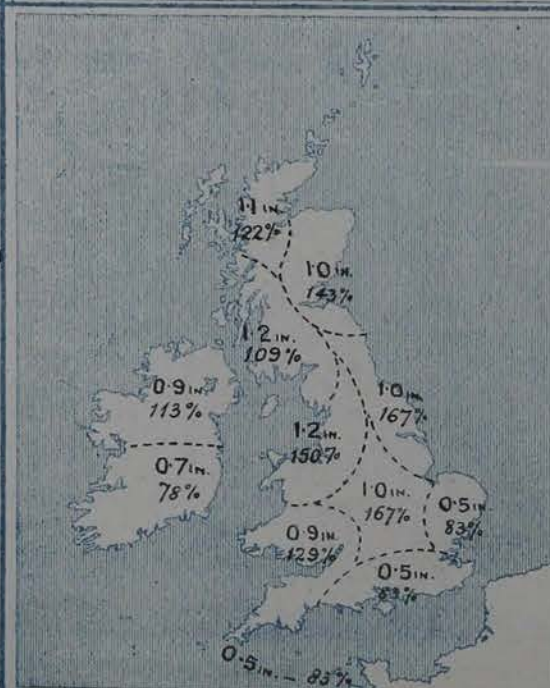 1·1 IN.
122%
1·0 IN.
143%
1·2 IN.
109%
0·9 IN.
113%
1·0 IN.
167%
1·2 IN.
150%
0·7 IN.
78%
1·0 IN.
167%
0·5 IN.
83%
0·9 IN.
129%
0·5 IN.
83%
0·5 IN. — 83%